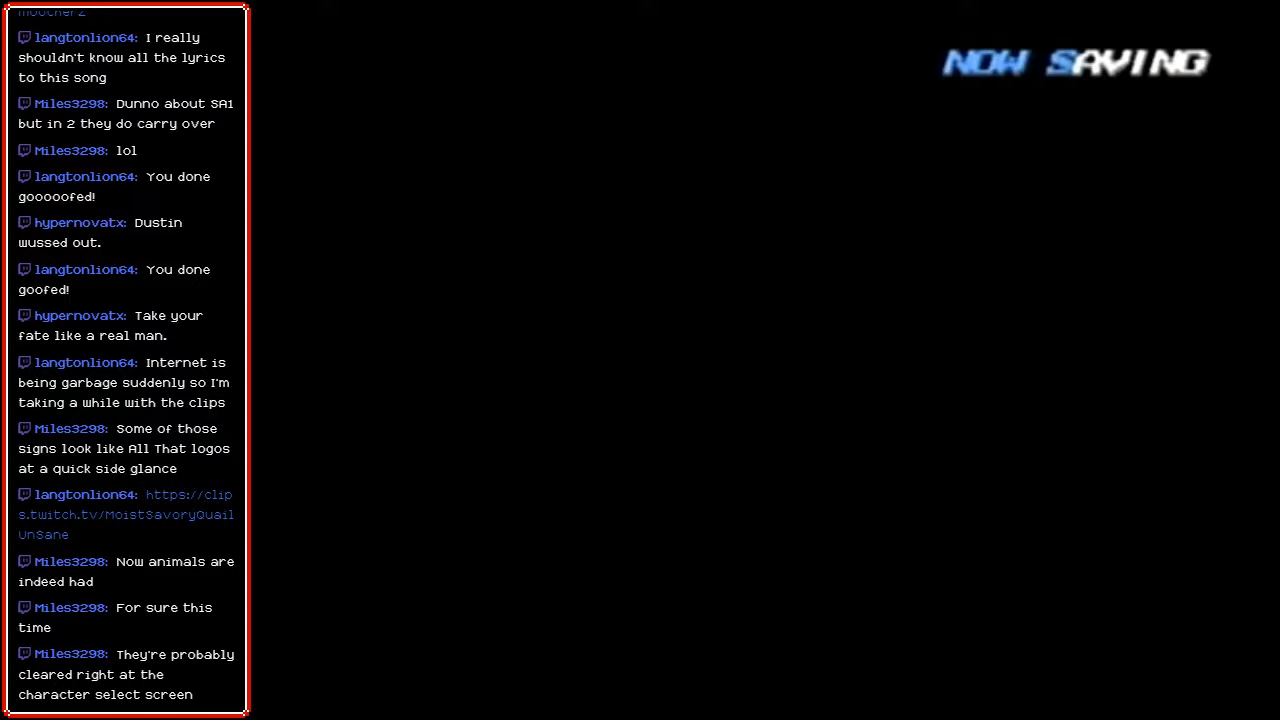 moocher2
langtonlion64: I really
shouldn't know all the lyrics
to this song
Miles3298: Dunno about SA1
but in 2 they do carry over
Miles3298: lol
langtonlion64: You done
gooooofed!
hypernovatx: Dustin
wussed out.
langtonlion64: You done
goofed!
hypernovatx: Take your
fate like a real man.
langtonlion64: Internet is
being garbage suddenly so I'm
taking a while with the clips
Miles3298: Some of those
signs look like All That logos
at a quick side glance
langtonlion64: https://clip
s.twitch.tv/MoistSavoryQuail
UnSane
Miles3298: Now animals are
indeed had
Miles3298: For sure this
time
Miles3298: They're probably
cleared right at the
character select screen
NOW SAVING